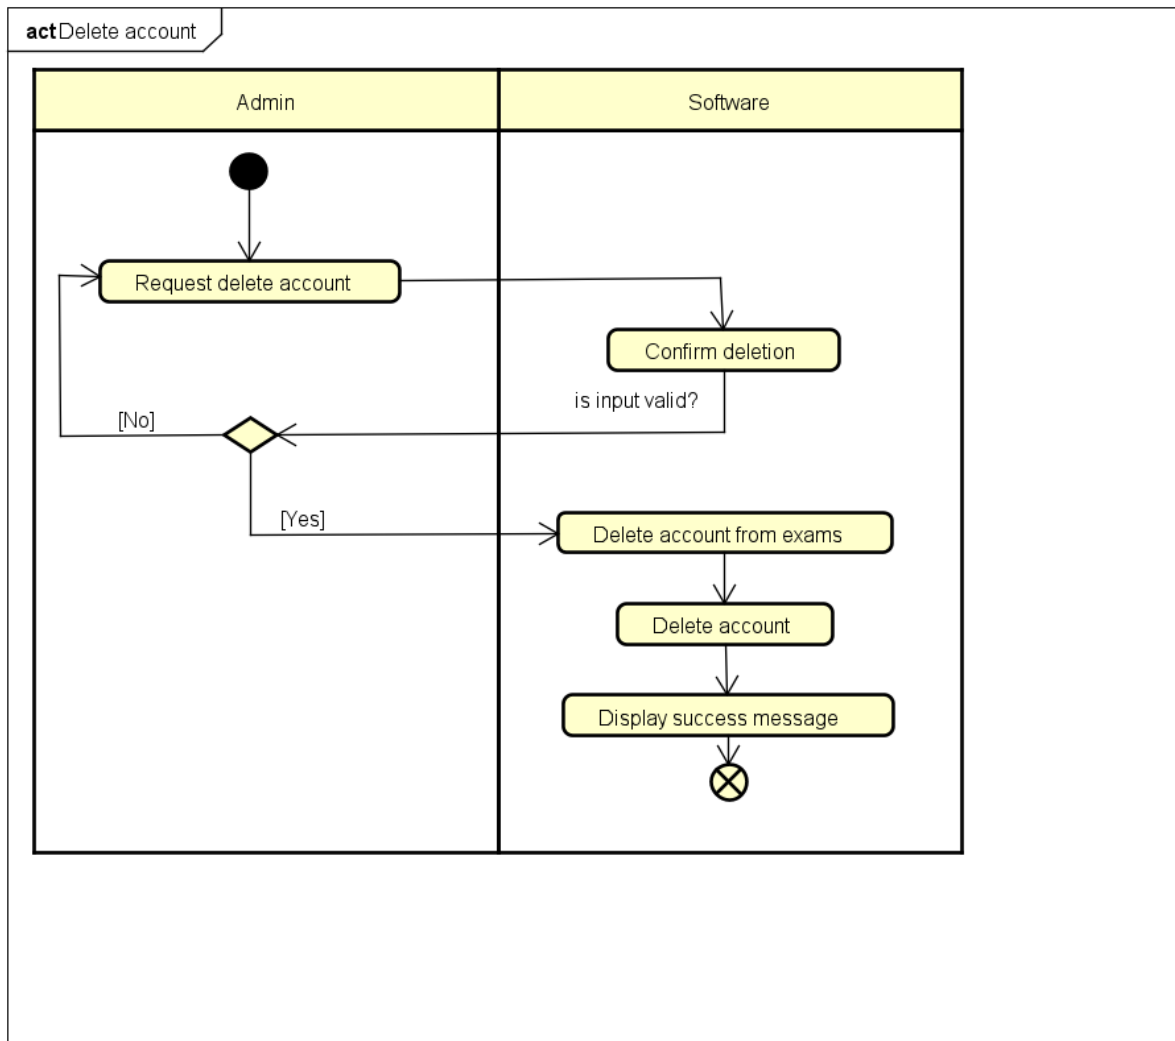 act Delete account
Admin
Software
Request delete account
Confirm deletion
is input valid?
[No]
[Yes]
Delete account from exams
Delete account
Display success message